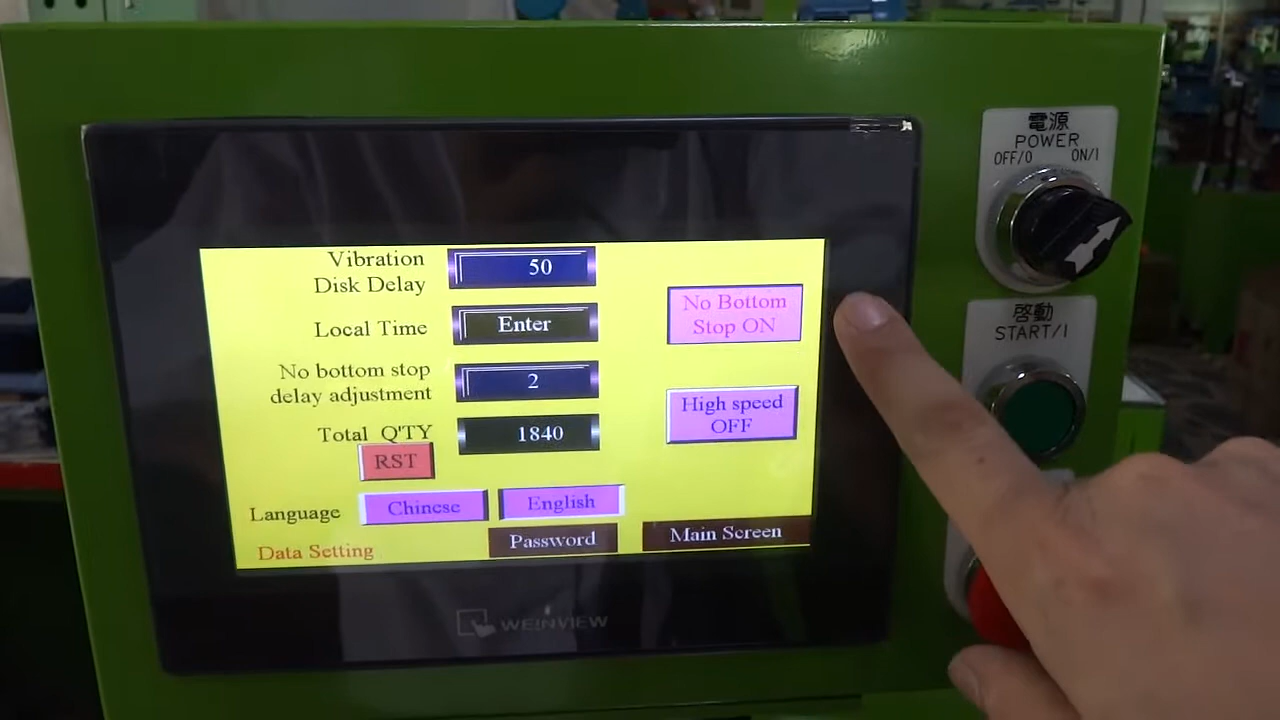 Vibration
Disk Delay
50
Local Time
Enter
No bottom stop
delay adjustment
2
Total Q'TY
1840
RST
Language
Chinese
English
Data Setting
Password
Main Screen
No Bottom
Stop ON
High speed
OFF
WEINVIEW
電源
POWER
OFF/O ON/I
啓動
START/I